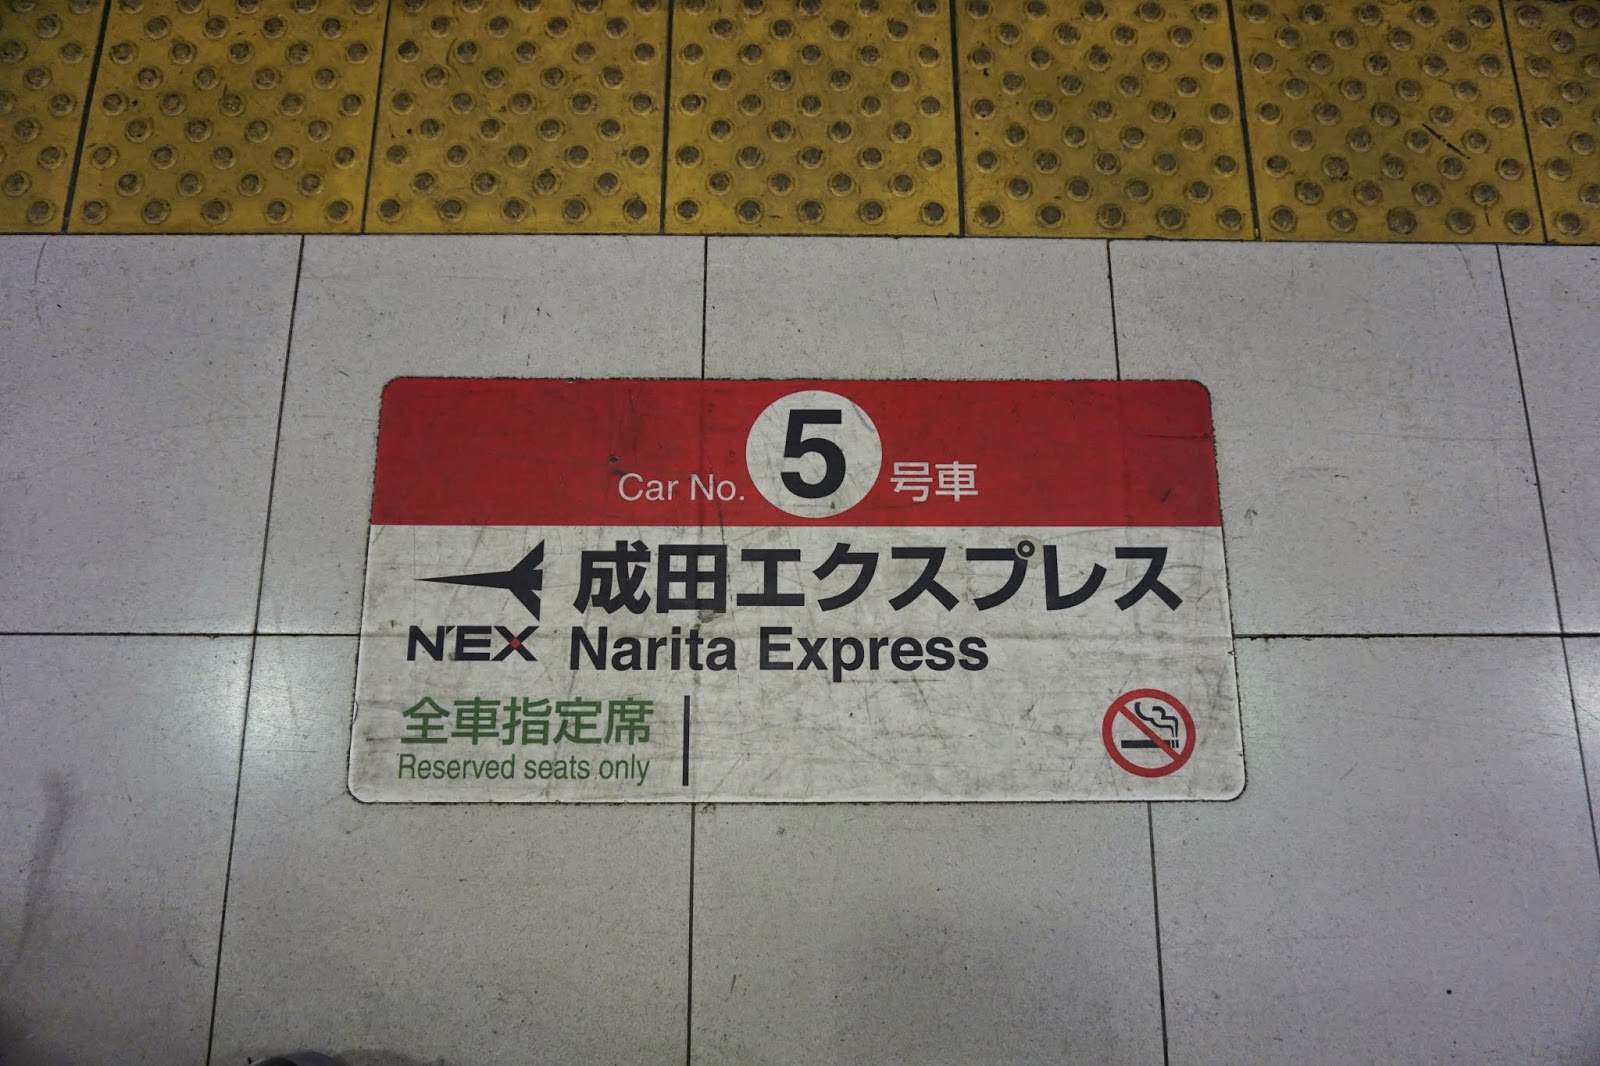 Car No. 5 号車
成田エクスプレス
N'EX Narita Express
全車指定席
Reserved seats only